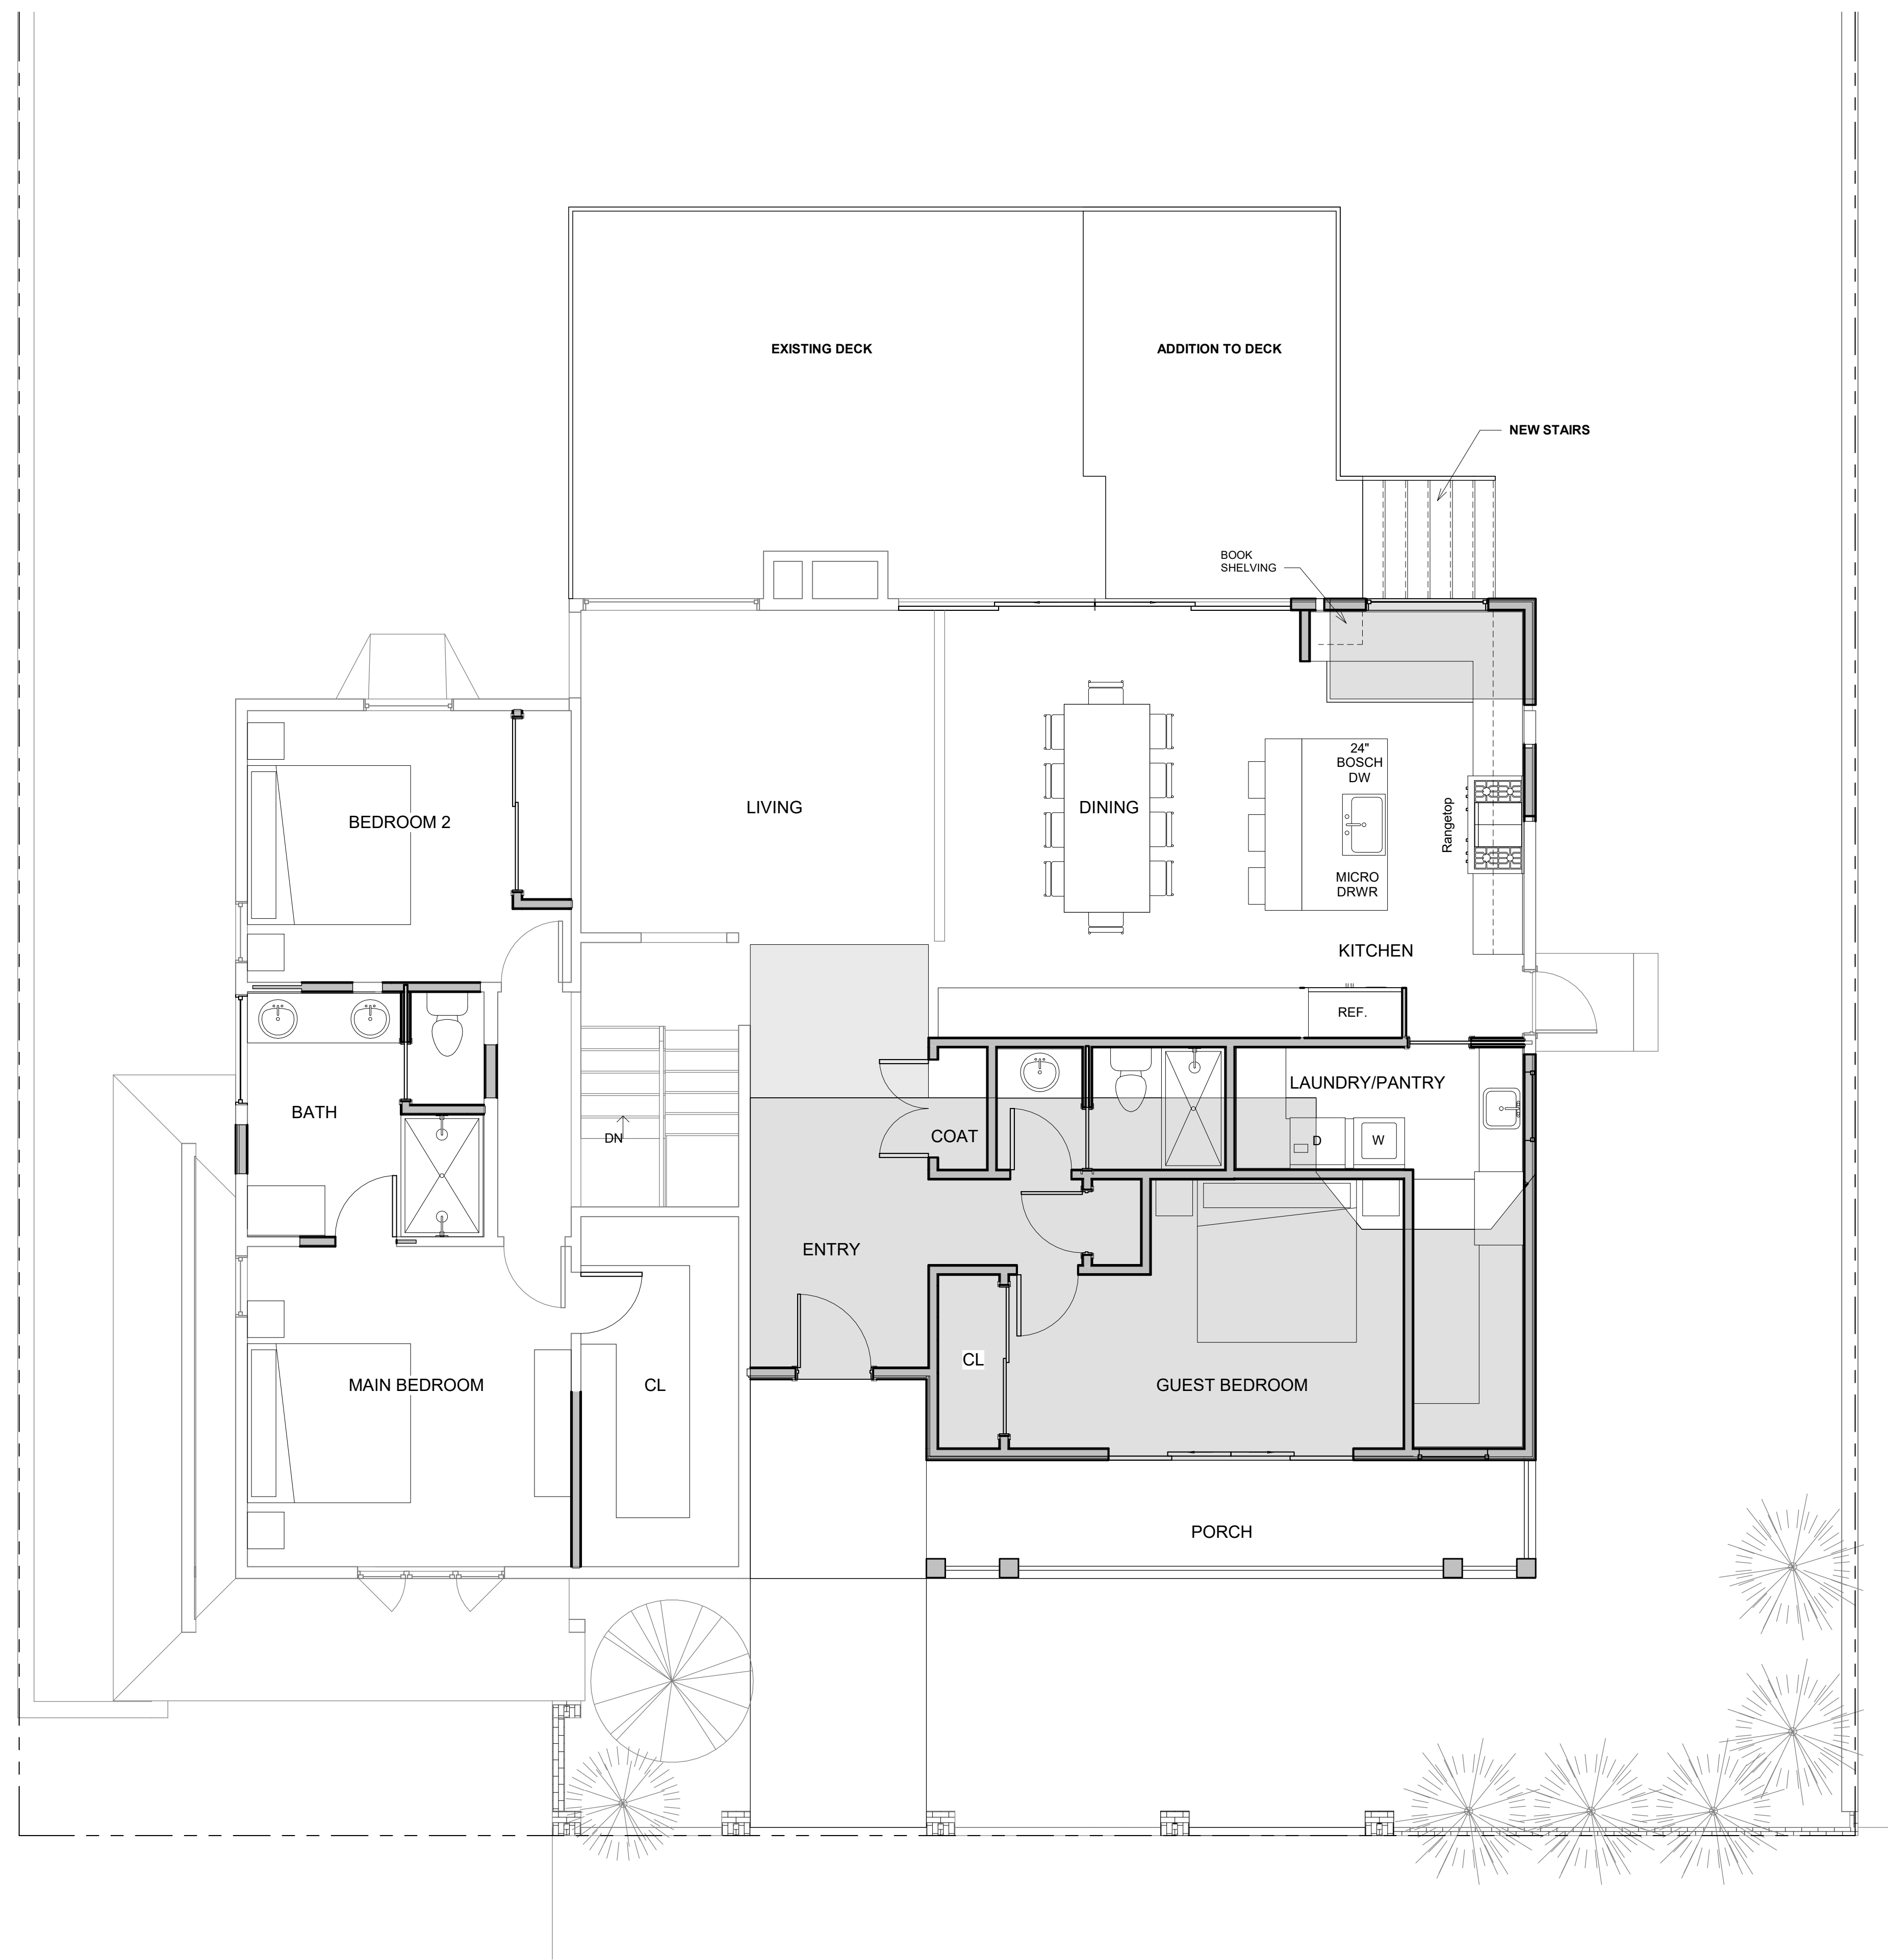 EXISTING DECK
ADDITION TO DECK
NEW STAIRS
BOOK
SHELVING
24"
BOSCH
DW
LIVING
DINING
Rangetop
BEDROOM 2
MICRO
DRWR
KITCHEN
REF.
LAUNDRY/PANTRY
BATH
DN
COAT
D
W
ENTRY
CL
MAIN BEDROOM
CL
GUEST BEDROOM
PORCH